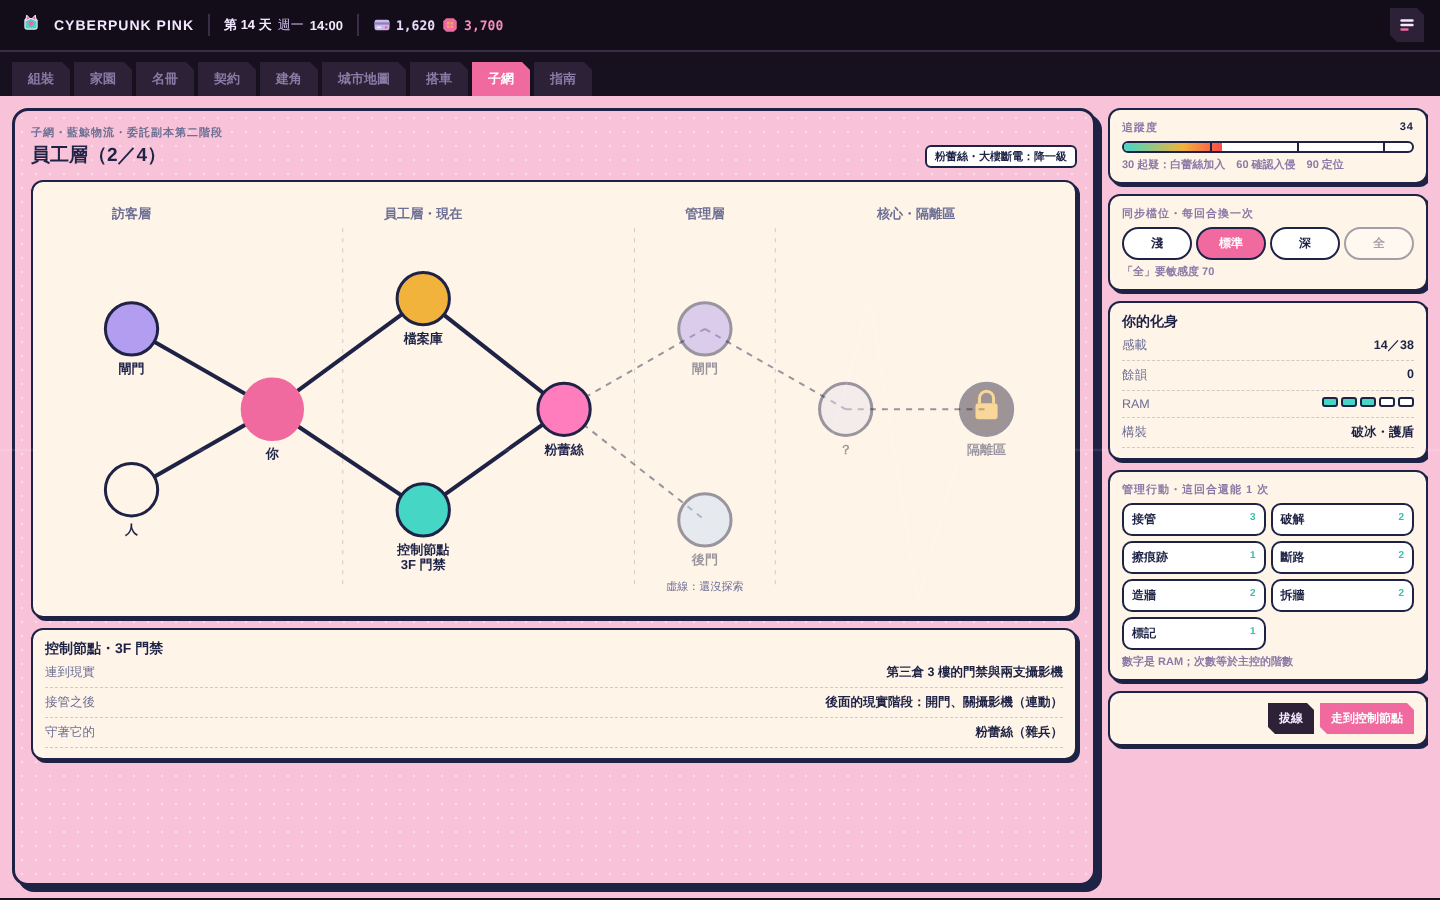 CYBERPUNK PINK 第 14 天 週一 14:00 1,620 3,700
組裝 家園 名冊 契約 建角 城市地圖 搭車 子網 指南
子網・藍鯨物流・委託副本第二階段
員工層（2／4）
粉蕾絲・大樓斷電：降一級
訪客層 員工層・現在 管理層 核心・隔離區
閘門
檔案庫
閘門
你
粉蕾絲
？
隔離區
人
控制節點
3F 門禁
後門
虛線：還沒探索
控制節點・3F 門禁
連到現實 第三倉 3 樓的門禁與兩支攝影機
接管之後 後面的現實階段：開門、關攝影機（連動）
守著它的 粉蕾絲（雜兵）
追蹤度 34
30 起疑：白蕾絲加入 60 確認入侵 90 定位
同步檔位・每回合換一次
淺 標準 深 全
「全」要敏感度 70
你的化身
感載 14／38
餘韻 0
RAM
構裝 破冰・護盾
管理行動・這回合還能 1 次
接管 3 破解 2
擦痕跡 1 斷路 2
造牆 2 拆牆 2
標記 1
數字是 RAM；次數等於主控的階數
拔線 走到控制節點